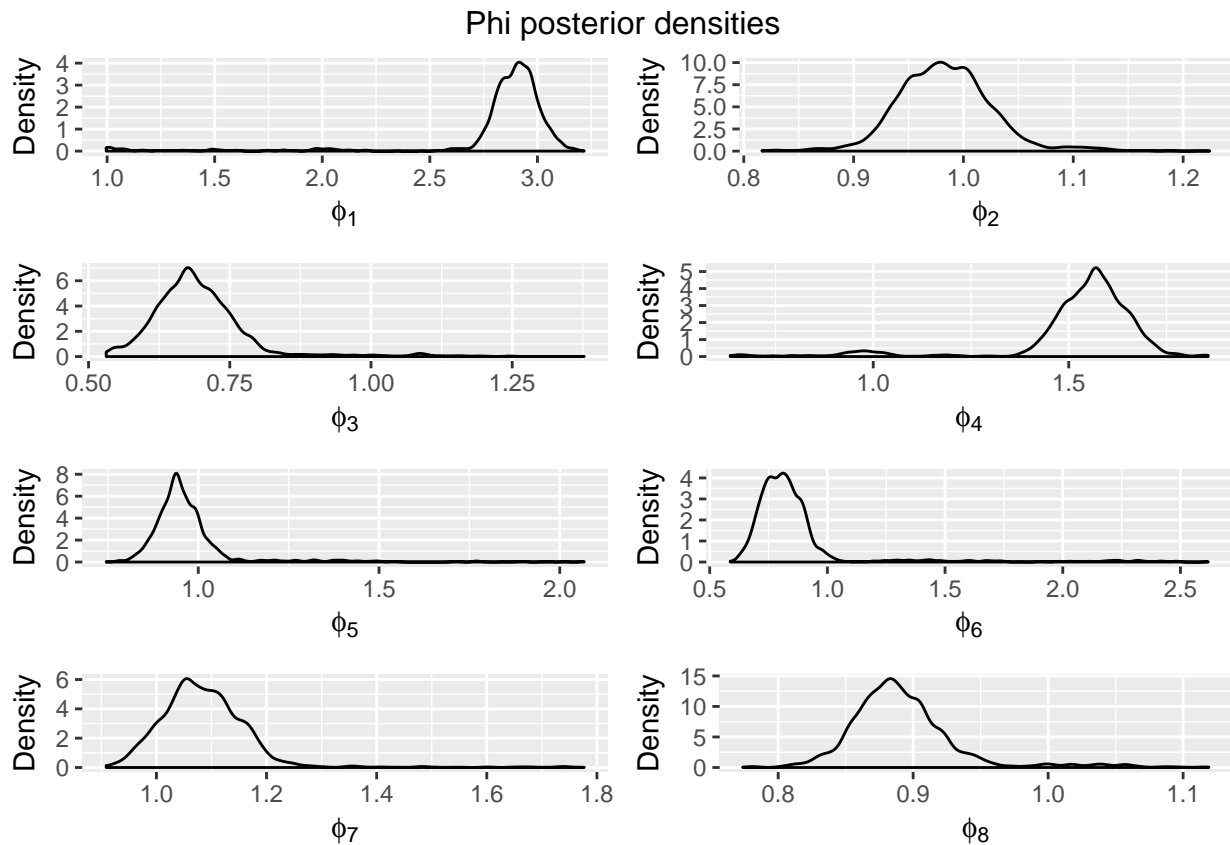 Phi posterior densities
Density
4
3
2
1
0
1.0 1.5 2.0 2.5 3.0
ϕ1
Density
10.0
7.5
5.0
2.5
0.0
0.8 0.9 1.0 1.1 1.2
ϕ2
Density
6
4
2
0
0.50 0.75 1.00 1.25
ϕ3
Density
5
4
3
2
1
0
1.0 1.5
ϕ4
Density
8
6
4
2
0
1.0 1.5 2.0
ϕ5
Density
4
3
2
1
0
0.5 1.0 1.5 2.0 2.5
ϕ6
Density
6
4
2
0
1.0 1.2 1.4 1.6 1.8
ϕ7
Density
15
10
5
0
0.8 0.9 1.0 1.1
ϕ8